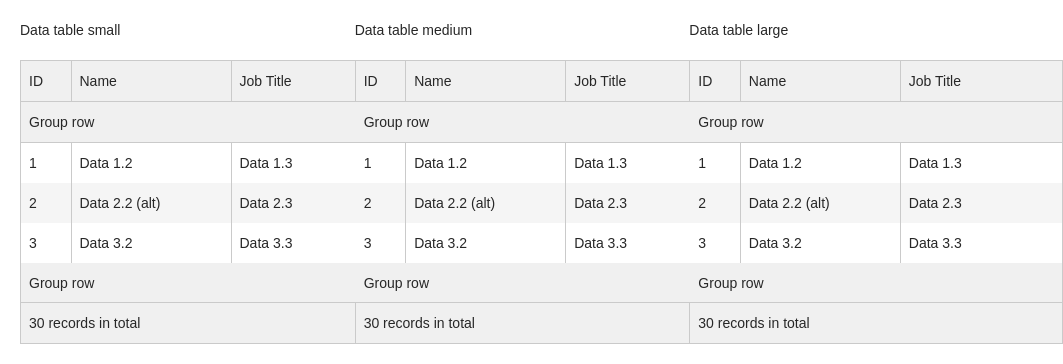 Data table small Data table medium Data table large
ID Name Job Title ID Name Job Title ID Name Job Title
Group row Group row Group row
1 Data 1.2 Data 1.3 1 Data 1.2 Data 1.3 1 Data 1.2 Data 1.3
2 Data 2.2 (alt) Data 2.3 2 Data 2.2 (alt) Data 2.3 2 Data 2.2 (alt) Data 2.3
3 Data 3.2 Data 3.3 3 Data 3.2 Data 3.3 3 Data 3.2 Data 3.3
Group row Group row Group row
30 records in total 30 records in total 30 records in total